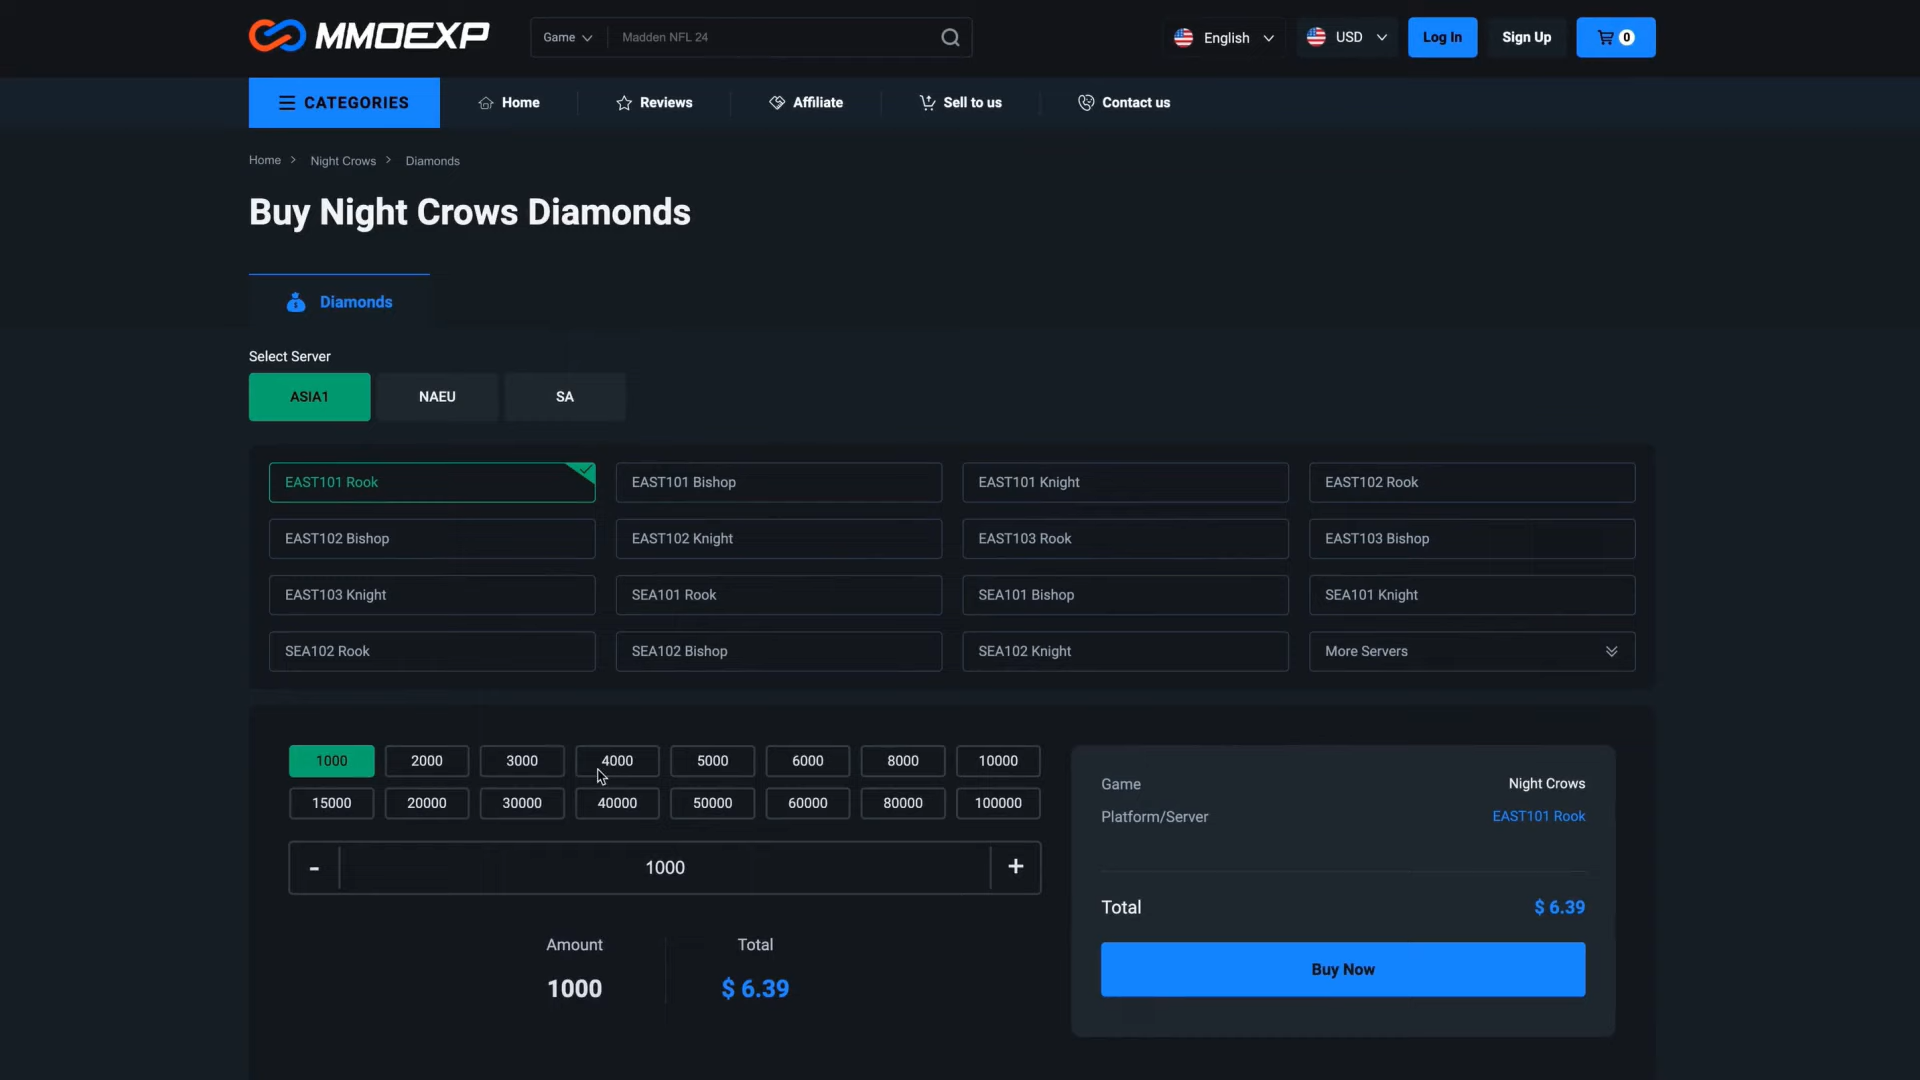 MMOEXP
Game
Madden NFL 24
English
USD
Log In
Sign Up
0
CATEGORIES
Home
Reviews
Affiliate
Sell to us
Contact us
Home > Night Crows > Diamonds
Buy Night Crows Diamonds
Diamonds
Select Server
ASIA1
NAEU
SA
EAST101 Rook
EAST101 Bishop
EAST101 Knight
EAST102 Rook
EAST102 Bishop
EAST102 Knight
EAST103 Rook
EAST103 Bishop
EAST103 Knight
SEA101 Rook
SEA101 Bishop
SEA101 Knight
SEA102 Rook
SEA102 Bishop
SEA102 Knight
More Servers
1000
2000
3000
4000
5000
6000
8000
10000
15000
20000
30000
40000
50000
60000
80000
100000
- 1000 +
Amount
Total
1000
$ 6.39
Game
Night Crows
Platform/Server
EAST101 Rook
Total
$ 6.39
Buy Now